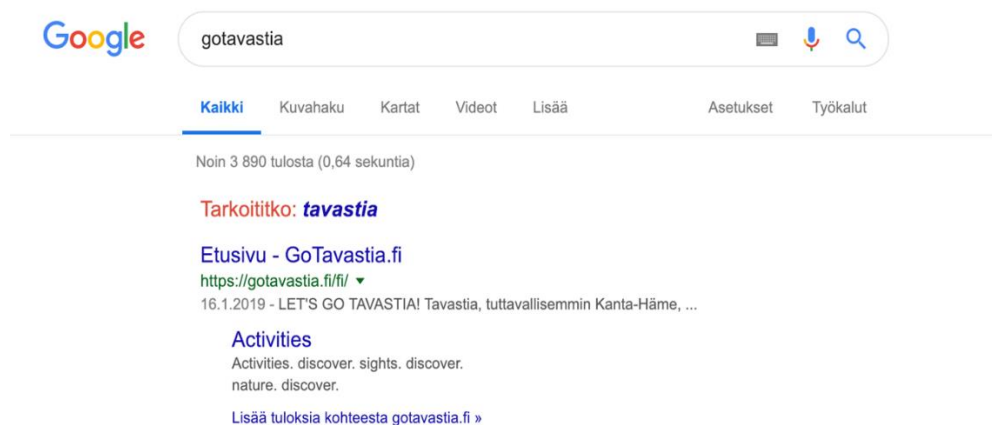 Google gotavastia
Kaikki Kuvahaku Kartat Videot Lisää Asetukset Työkalut
Noin 3 890 tulosta (0,64 sekuntia)
Tarkoititko: tavastia
Etusivu - GoTavastia.fi
https://gotavastia.fi/fi/
16.1.2019 - LET'S GO TAVASTIA! Tavastia, tuttavallisemmin Kanta-Häme, ...
Activities
Activities. discover. sights. discover.
nature. discover.
Lisää tuloksia kohteesta gotavastia.fi »